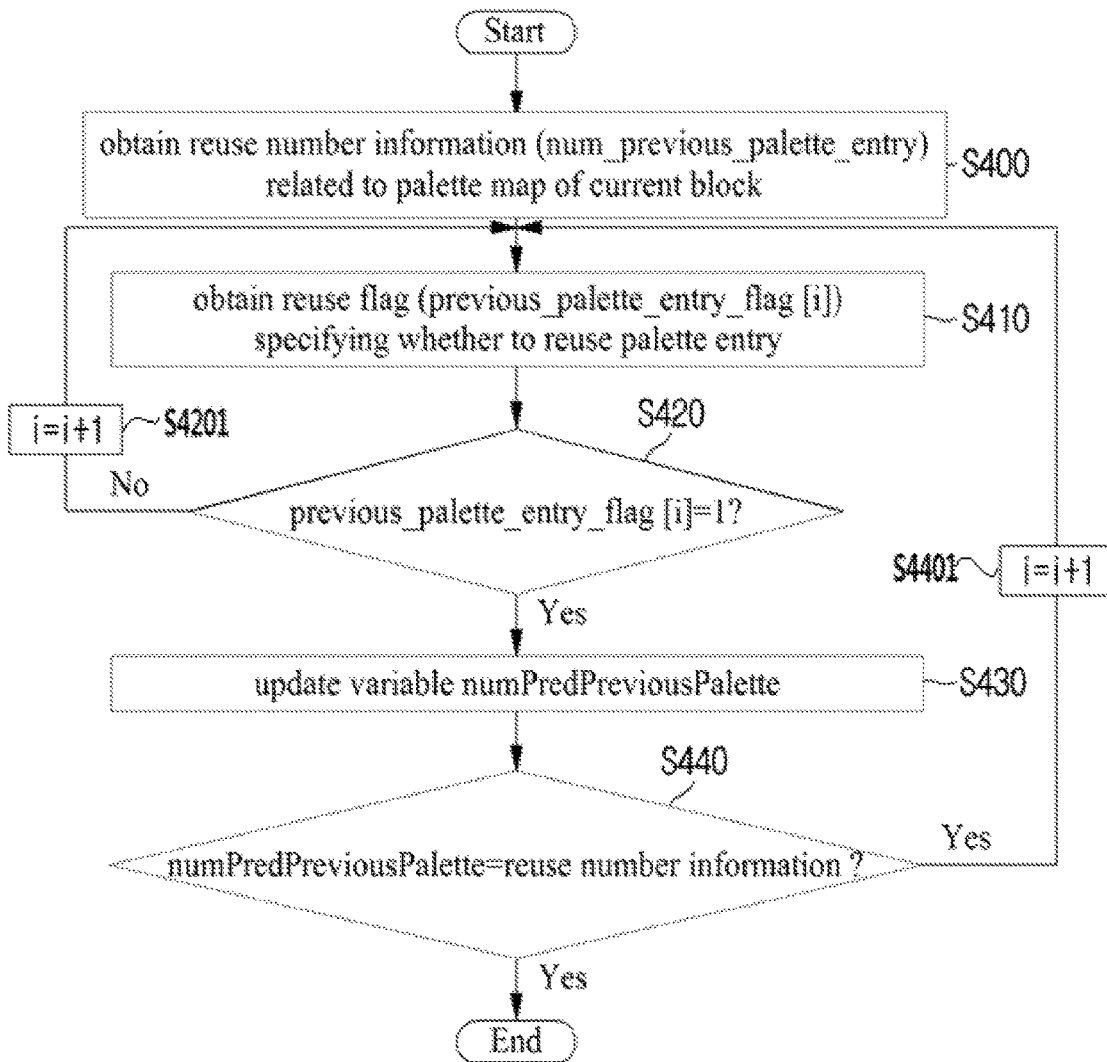 Start
obtain reuse number information (num_previous_palette_entry)
related to palette map of current block
S400
obtain reuse flag (previous_palette_entry_flag [i])
specifying whether to reuse palette entry
S410
i=i+1
S4201
S420
No
previous_palette_entry_flag [i]=1?
S4401
i=i+1
Yes
update variable numPredPreviousPalette
S430
S440
numPredPreviousPalette=reuse number information ?
Yes
Yes
End